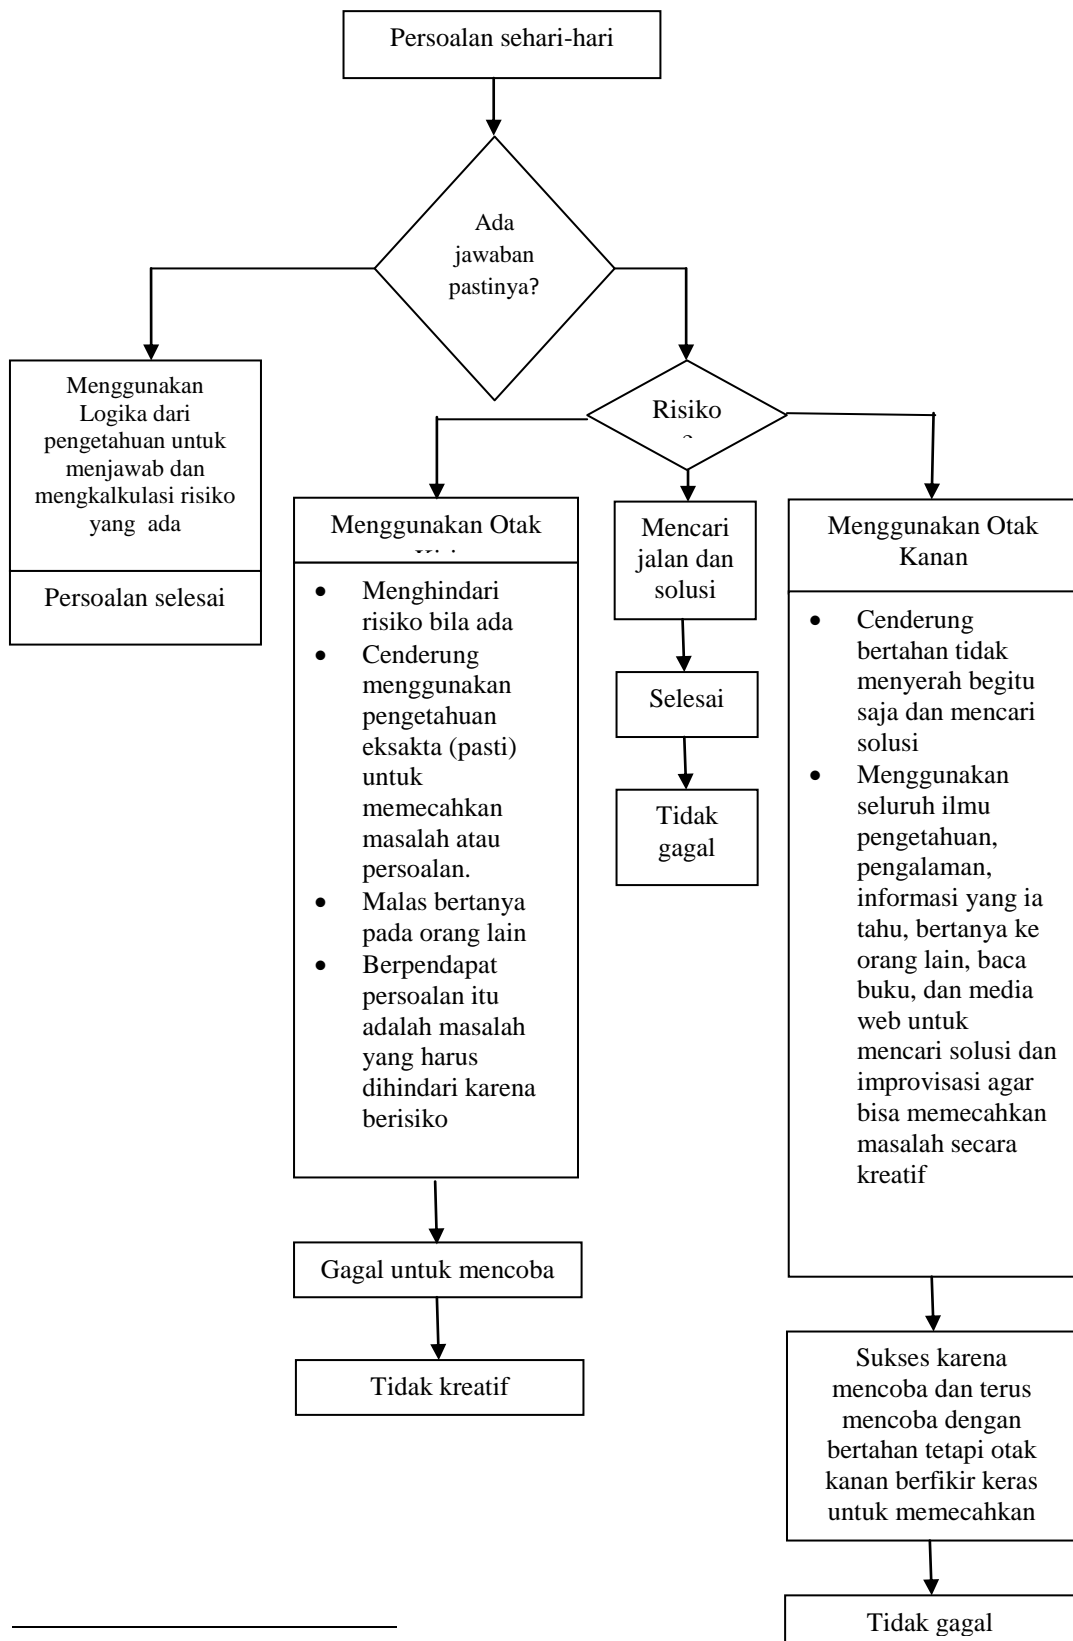 Persoalan sehari-hari
Ada
jawaban
pastinya?
Menggunakan
Logika dari
pengetahuan untuk
menjawab dan
mengkalkulasi risiko
yang ada
Persoalan selesai
Risiko
Menggunakan Otak
• Menghindari
risiko bila ada
• Cenderung
menggunakan
pengetahuan
eksakta (pasti)
untuk
memecahkan
masalah atau
persoalan.
• Malas bertanya
pada orang lain
• Berpendapat
persoalan itu
adalah masalah
yang harus
dihindari karena
berisiko
Gagal untuk mencoba
Tidak kreatif
Mencari
jalan dan
solusi
Selesai
Tidak
gagal
Menggunakan Otak
Kanan
• Cenderung
bertahan tidak
menyerah begitu
saja dan mencari
solusi
• Menggunakan
seluruh ilmu
pengetahuan,
pengalaman,
informasi yang ia
tahu, bertanya ke
orang lain, baca
buku, dan media
web untuk
mencari solusi dan
improvisasi agar
bisa memecahkan
masalah secara
kreatif
Sukses karena
mencoba dan terus
mencoba dengan
bertahan tetapi otak
kanan berfikir keras
untuk memecahkan
Tidak gagal